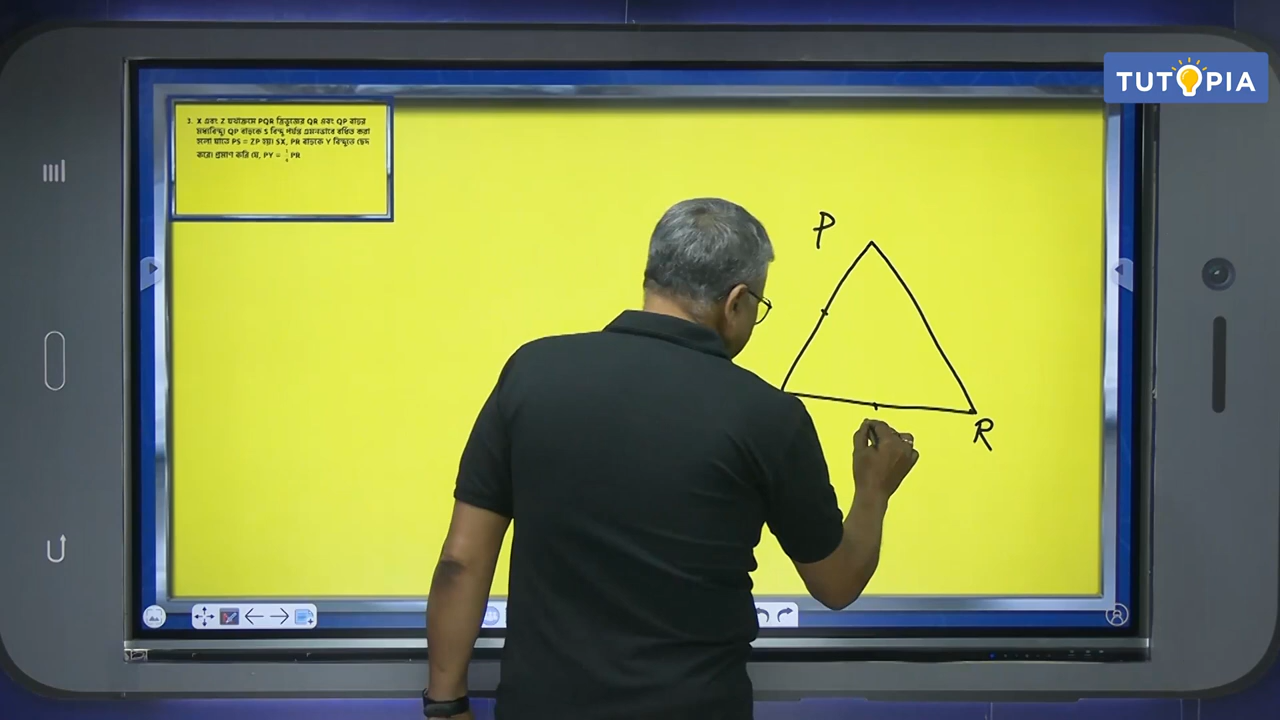 TUTOPIA
3. X এবং Z যথাক্রমে PQR ত্রিভুজের QR এবং QP বাহুর
মধ্যবিন্দু। QP বাহুকে S বিন্দু পর্যন্ত এমনভাবে বর্ধিত করা
হলো যাতে PS = ZP হয়। SX, PR বাহুকে Y বিন্দুতে ছেদ
করে। প্রমাণ করি যে, PY = 1/4 PR
P
R